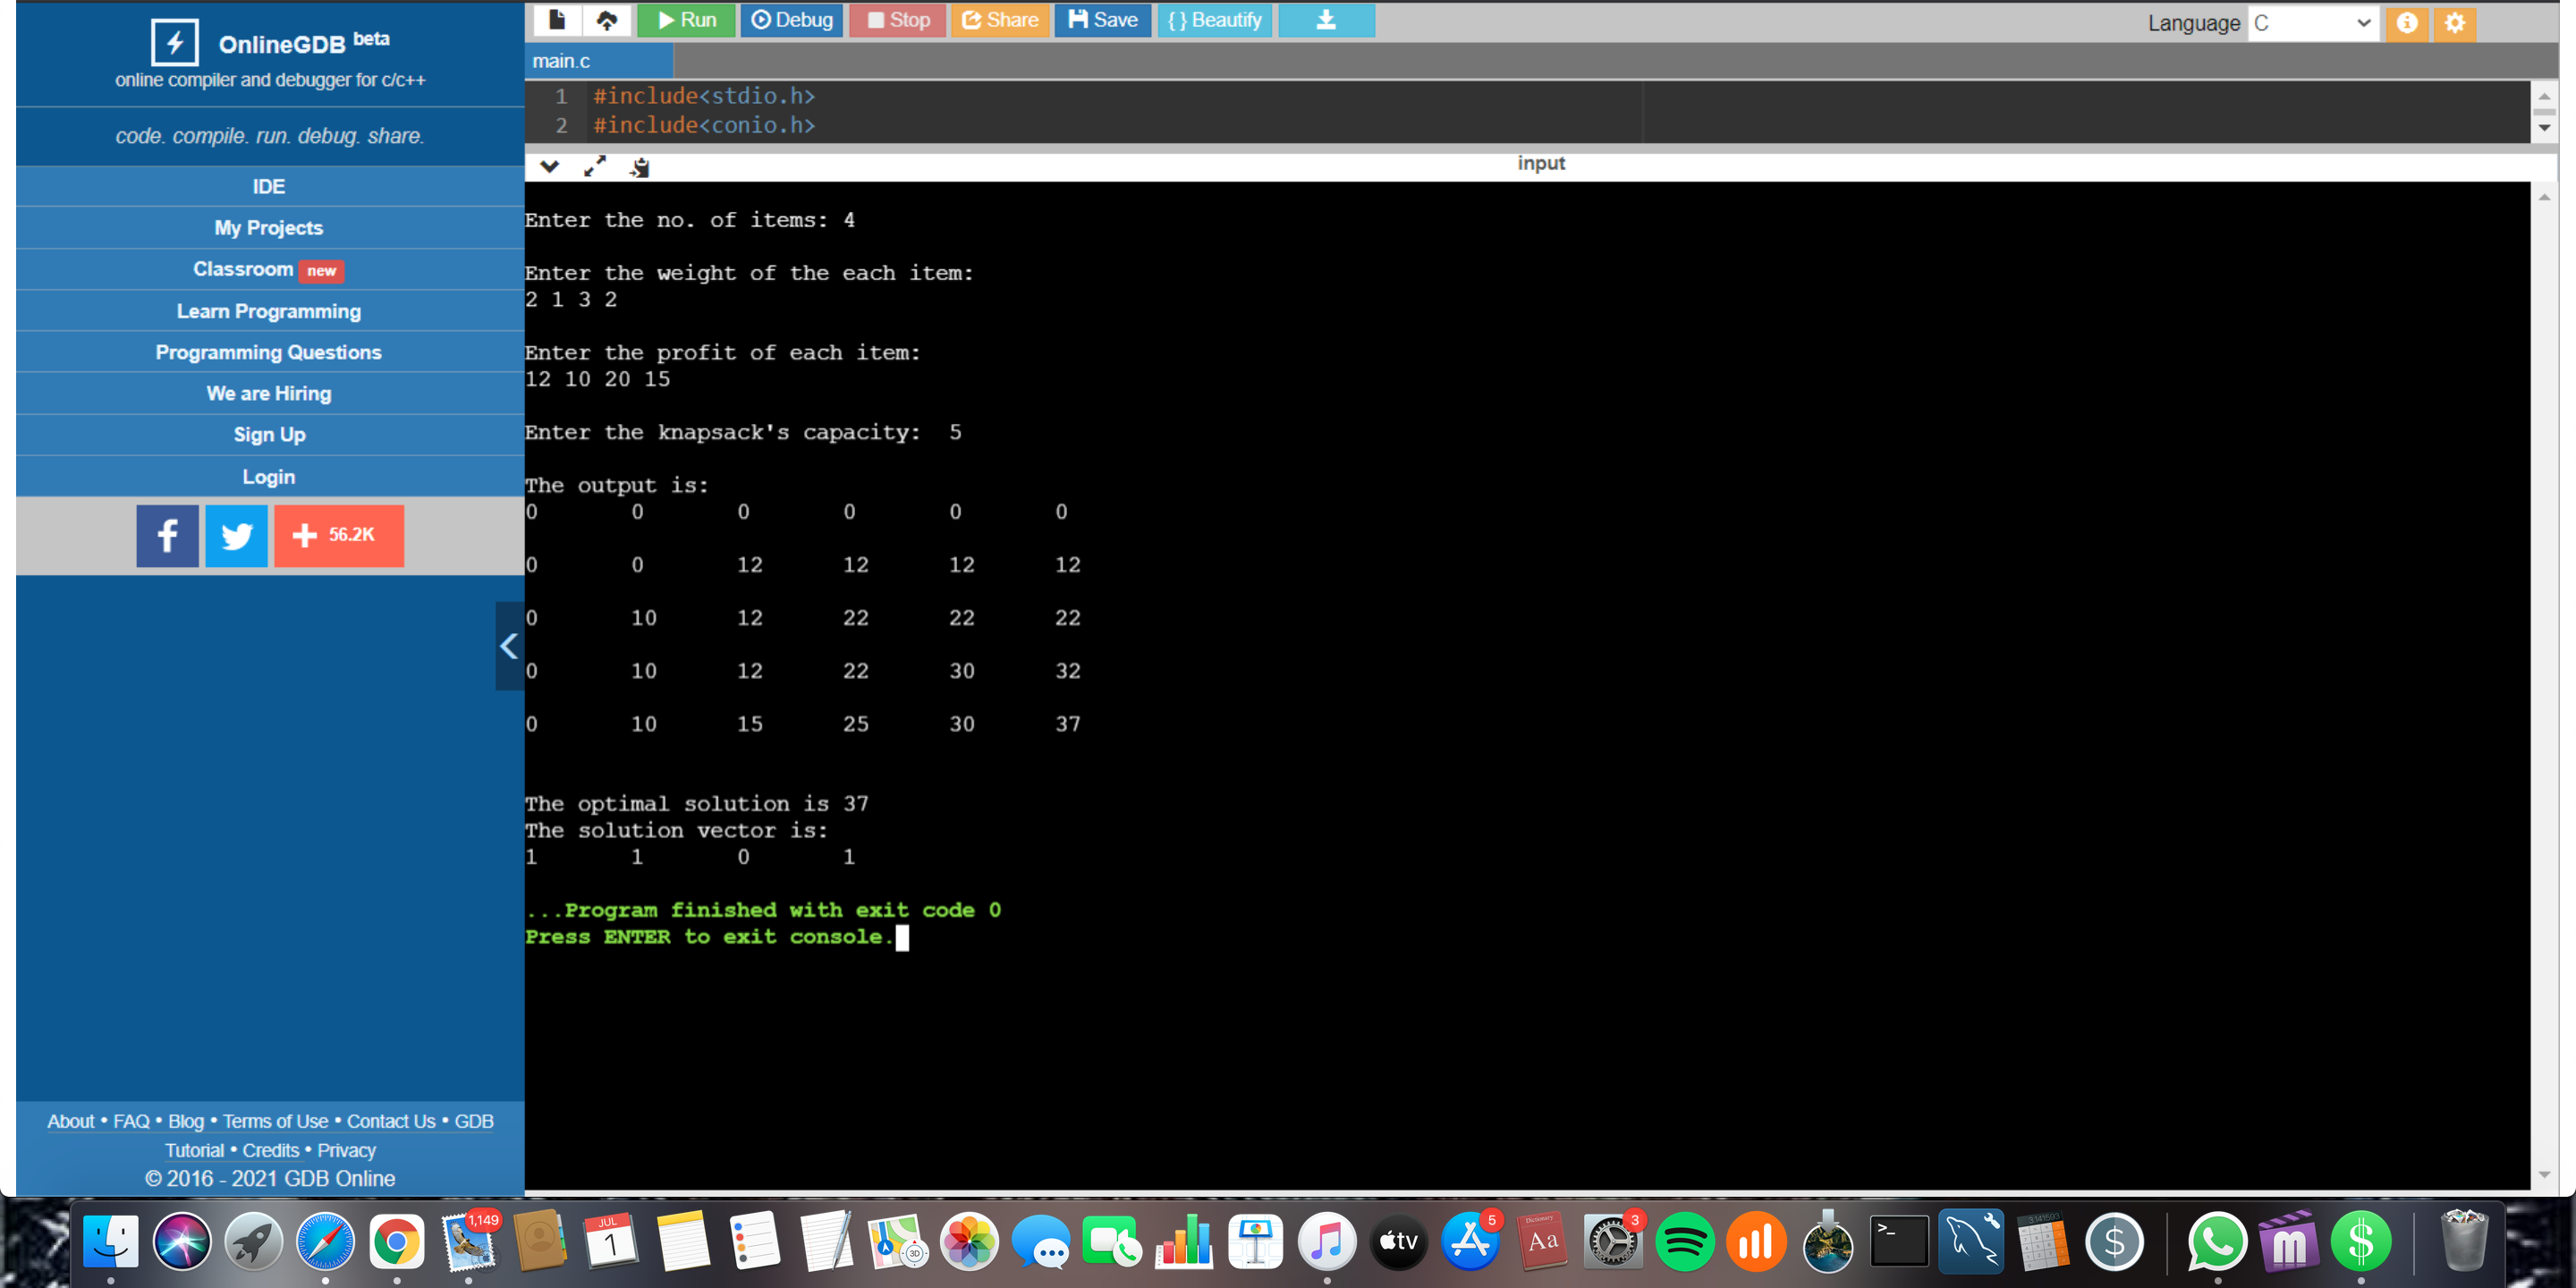 OnlineGDB beta
online compiler and debugger for c/c++
code. compile. run. debug. share.
IDE
My Projects
Classroom new
Learn Programming
Programming Questions
We are Hiring
Sign Up
Login
f + 56.2K
About • FAQ • Blog • Terms of Use • Contact Us • GDB
Tutorial • Credits • Privacy
© 2016 - 2021 GDB Online
Run Debug Stop Share Save { } Beautify Language C
main.c
1 #include<stdio.h>
2 #include<conio.h>
input
Enter the no. of items: 4
Enter the weight of the each item:
2 1 3 2
Enter the profit of each item:
12 10 20 15
Enter the knapsack's capacity: 5
The output is:
0 0 0 0 0 0
0 0 12 12 12 12
0 10 12 22 22 22
0 10 12 22 30 32
0 10 15 25 30 37
The optimal solution is 37
The solution vector is:
1 1 0 1
...Program finished with exit code 0
Press ENTER to exit console.
1,149
JUL
1
3D
tv
5
Dictionary
Aa
3
>_
$
m
$